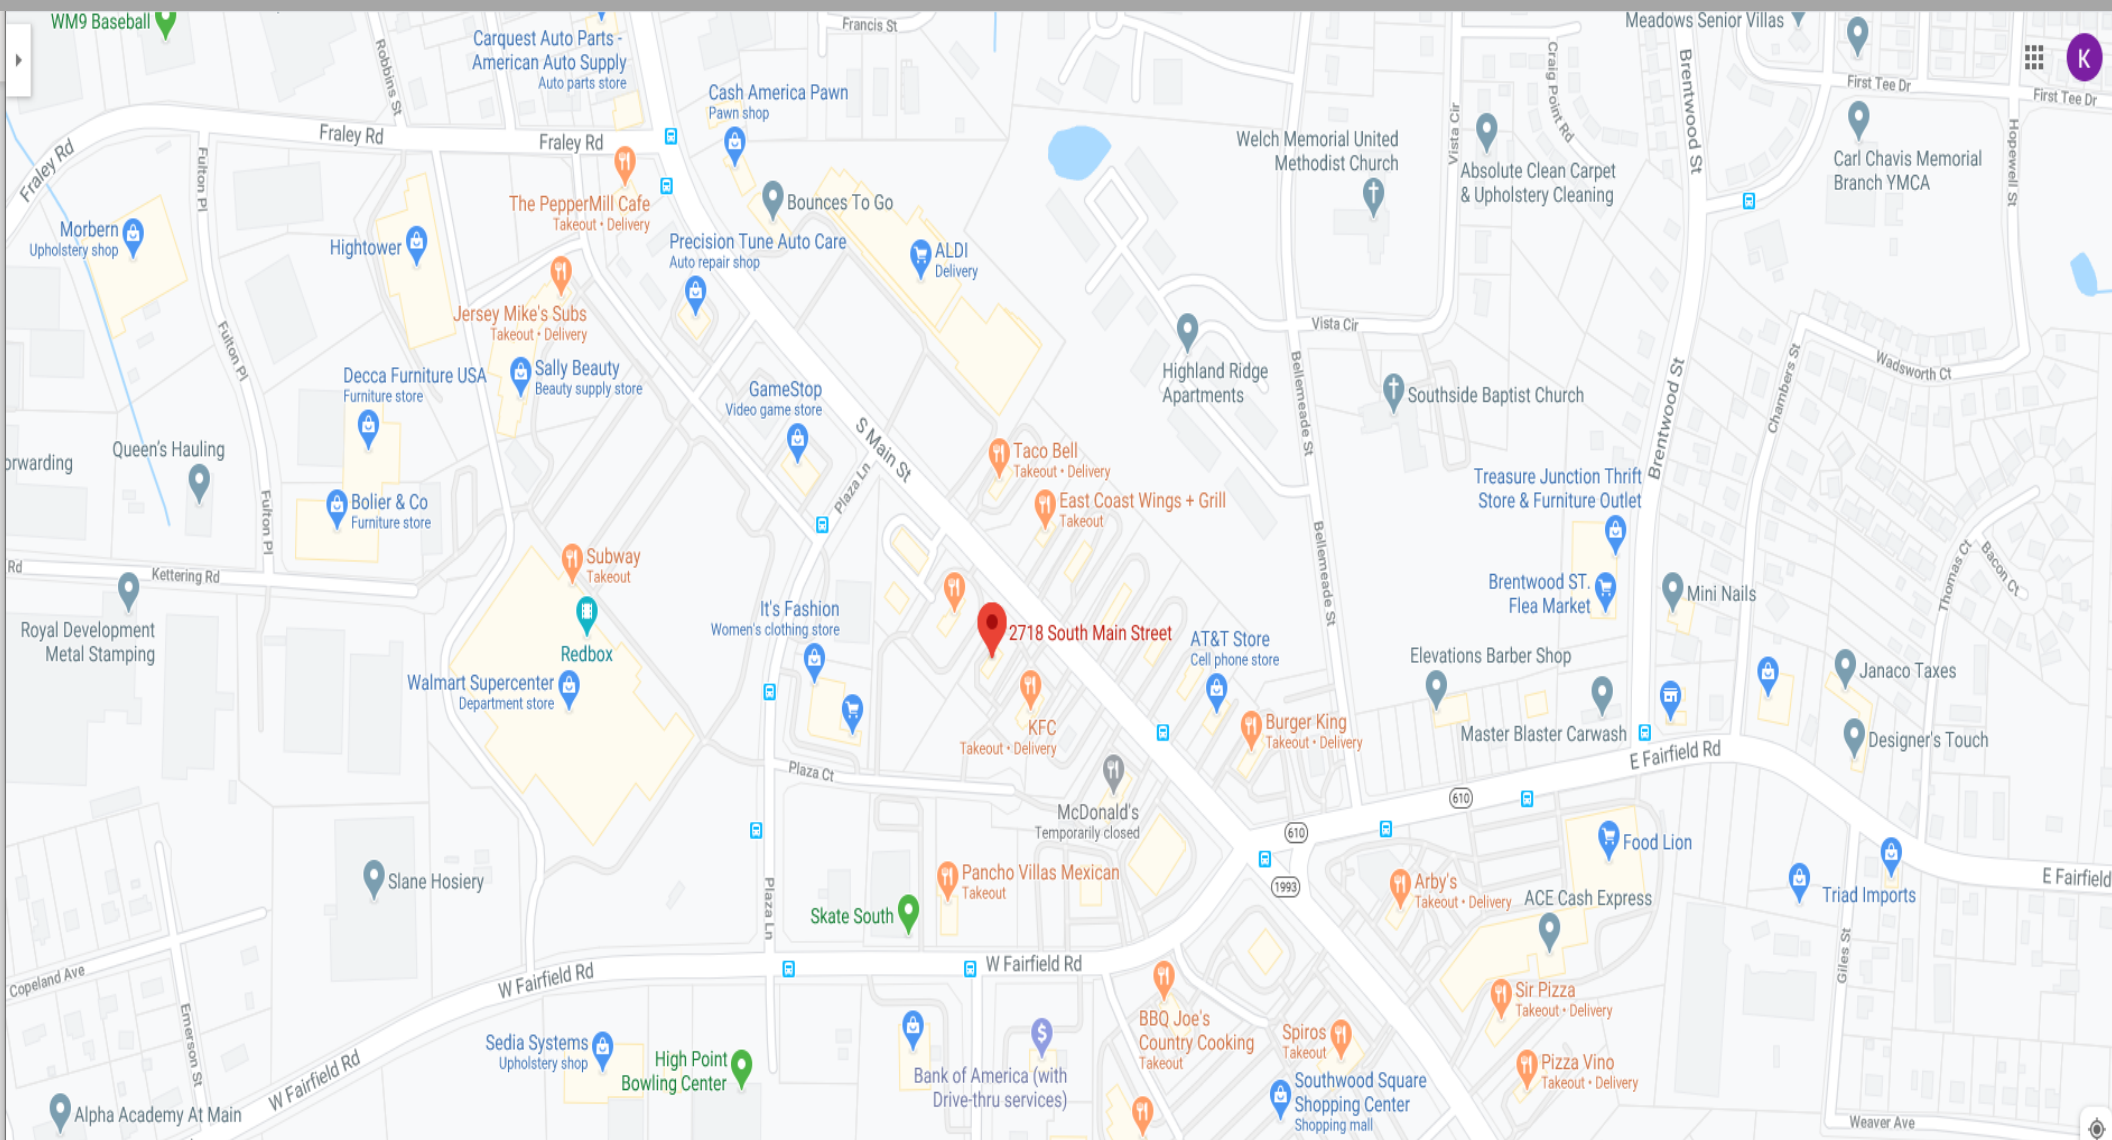 WM9 Baseball
Robbins St
Carquest Auto Parts -
American Auto Supply
Auto parts store
Francis St
Meadows Senior Villas
Brentwood St
Craig Point Rd
First Tee Dr
First Tee Dr
K
Cash America Pawn
Pawn shop
Fraley Rd
Fraley Rd
Fraley Rd
Welch Memorial United
Methodist Church
Vista Cir
Absolute Clean Carpet
& Upholstery Cleaning
Carl Chavis Memorial
Branch YMCA
Hopewell St
Fulton Pl
The PepperMill Cafe
Takeout • Delivery
Bounces To Go
Morbern
Upholstery shop
Hightower
Precision Tune Auto Care
Auto repair shop
ALDI
Delivery
Jersey Mike's Subs
Takeout • Delivery
Vista Cir
Fulton Pl
Highland Ridge
Apartments
Bellemeade St
Wadsworth Ct
Chambers St
Decca Furniture USA
Furniture store
Sally Beauty
Beauty supply store
GameStop
Video game store
Southside Baptist Church
Brentwood St
S Main St
Queen's Hauling
orwarding
Taco Bell
Takeout • Delivery
Plaza Ln
Treasure Junction Thrift
Store & Furniture Outlet
East Coast Wings + Grill
Takeout
Bolier & Co
Furniture store
Fulton Pl
Bellemeade St
Subway
Takeout
Rd
Kettering Rd
Thomas Ct
Bacon Ct
Brentwood ST.
Flea Market
Mini Nails
It's Fashion
Women's clothing store
Royal Development
Metal Stamping
Redbox
2718 South Main Street
AT&T Store
Cell phone store
Elevations Barber Shop
Janaco Taxes
Walmart Supercenter
Department store
KFC
Takeout • Delivery
Burger King
Takeout • Delivery
Master Blaster Carwash
Designer's Touch
E Fairfield Rd
Plaza Ct
610
McDonald's
Temporarily closed
610
Food Lion
Slane Hosiery
Pancho Villas Mexican
Takeout
1993
Arby's
Takeout • Delivery
ACE Cash Express
Triad Imports
E Fairfield
Skate South
Plaza Ln
Giles St
W Fairfield Rd
W Fairfield Rd
Copeland Ave
Emerson St
Sir Pizza
Takeout • Delivery
BBQ Joe's
Country Cooking
Takeout
Spiros
Takeout
Sedia Systems
Upholstery shop
High Point
Bowling Center
Bank of America (with
Drive-thru services)
Pizza Vino
Takeout • Delivery
Southwood Square
Shopping Center
Shopping mall
W Fairfield Rd
Alpha Academy At Main
Weaver Ave